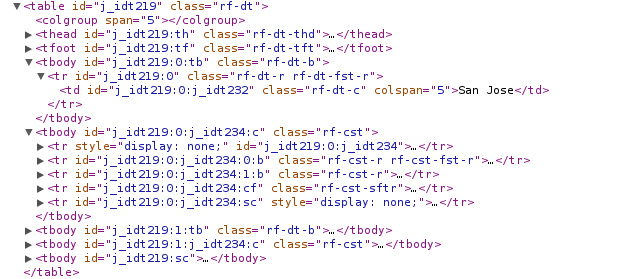 ▼<table id="j_idt219" class="rf-dt">
<colgroup span="5"></colgroup>
▶<thead id="j_idt219:th" class="rf-dt-thd">…</thead>
▶<tfoot id="j_idt219:tf" class="rf-dt-tft">…</tfoot>
▼<tbody id="j_idt219:0:tb" class="rf-dt-b">
▼<tr id="j_idt219:0" class="rf-dt-r rf-dt-fst-r">
<td id="j_idt219:0:j_idt232" class="rf-dt-c" colspan="5">San Jose</td>
</tr>
</tbody>
▼<tbody id="j_idt219:0:j_idt234:c" class="rf-cst">
▶<tr style="display: none;" id="j_idt219:0:j_idt234">…</tr>
▶<tr id="j_idt219:0:j_idt234:0:b" class="rf-cst-r rf-cst-fst-r">…</tr>
▶<tr id="j_idt219:0:j_idt234:1:b" class="rf-cst-r">…</tr>
▶<tr id="j_idt219:0:j_idt234:cf" class="rf-cst-sftr">…</tr>
▶<tr id="j_idt219:0:j_idt234:sc" style="display: none;">…</tr>
</tbody>
▶<tbody id="j_idt219:1:tb" class="rf-dt-b">…</tbody>
▶<tbody id="j_idt219:1:j_idt234:c" class="rf-cst">…</tbody>
▶<tbody id="j_idt219:sc">…</tbody>
</table>